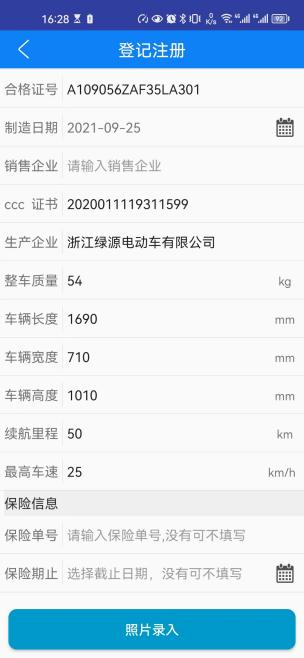 16:28
登记注册
合格证号 A109056ZAF35LA301
制造日期 2021-09-25
销售企业 请输入销售企业
ccc 证书 2020011119311599
生产企业 浙江绿源电动车有限公司
整车质量 54 kg
车辆长度 1690 mm
车辆宽度 710 mm
车辆高度 1010 mm
续航里程 50 km
最高车速 25 km/h
保险信息
保险单号 请输入保险单号,没有可不填写
保险期止 选择截止日期，没有可不填写
照片录入